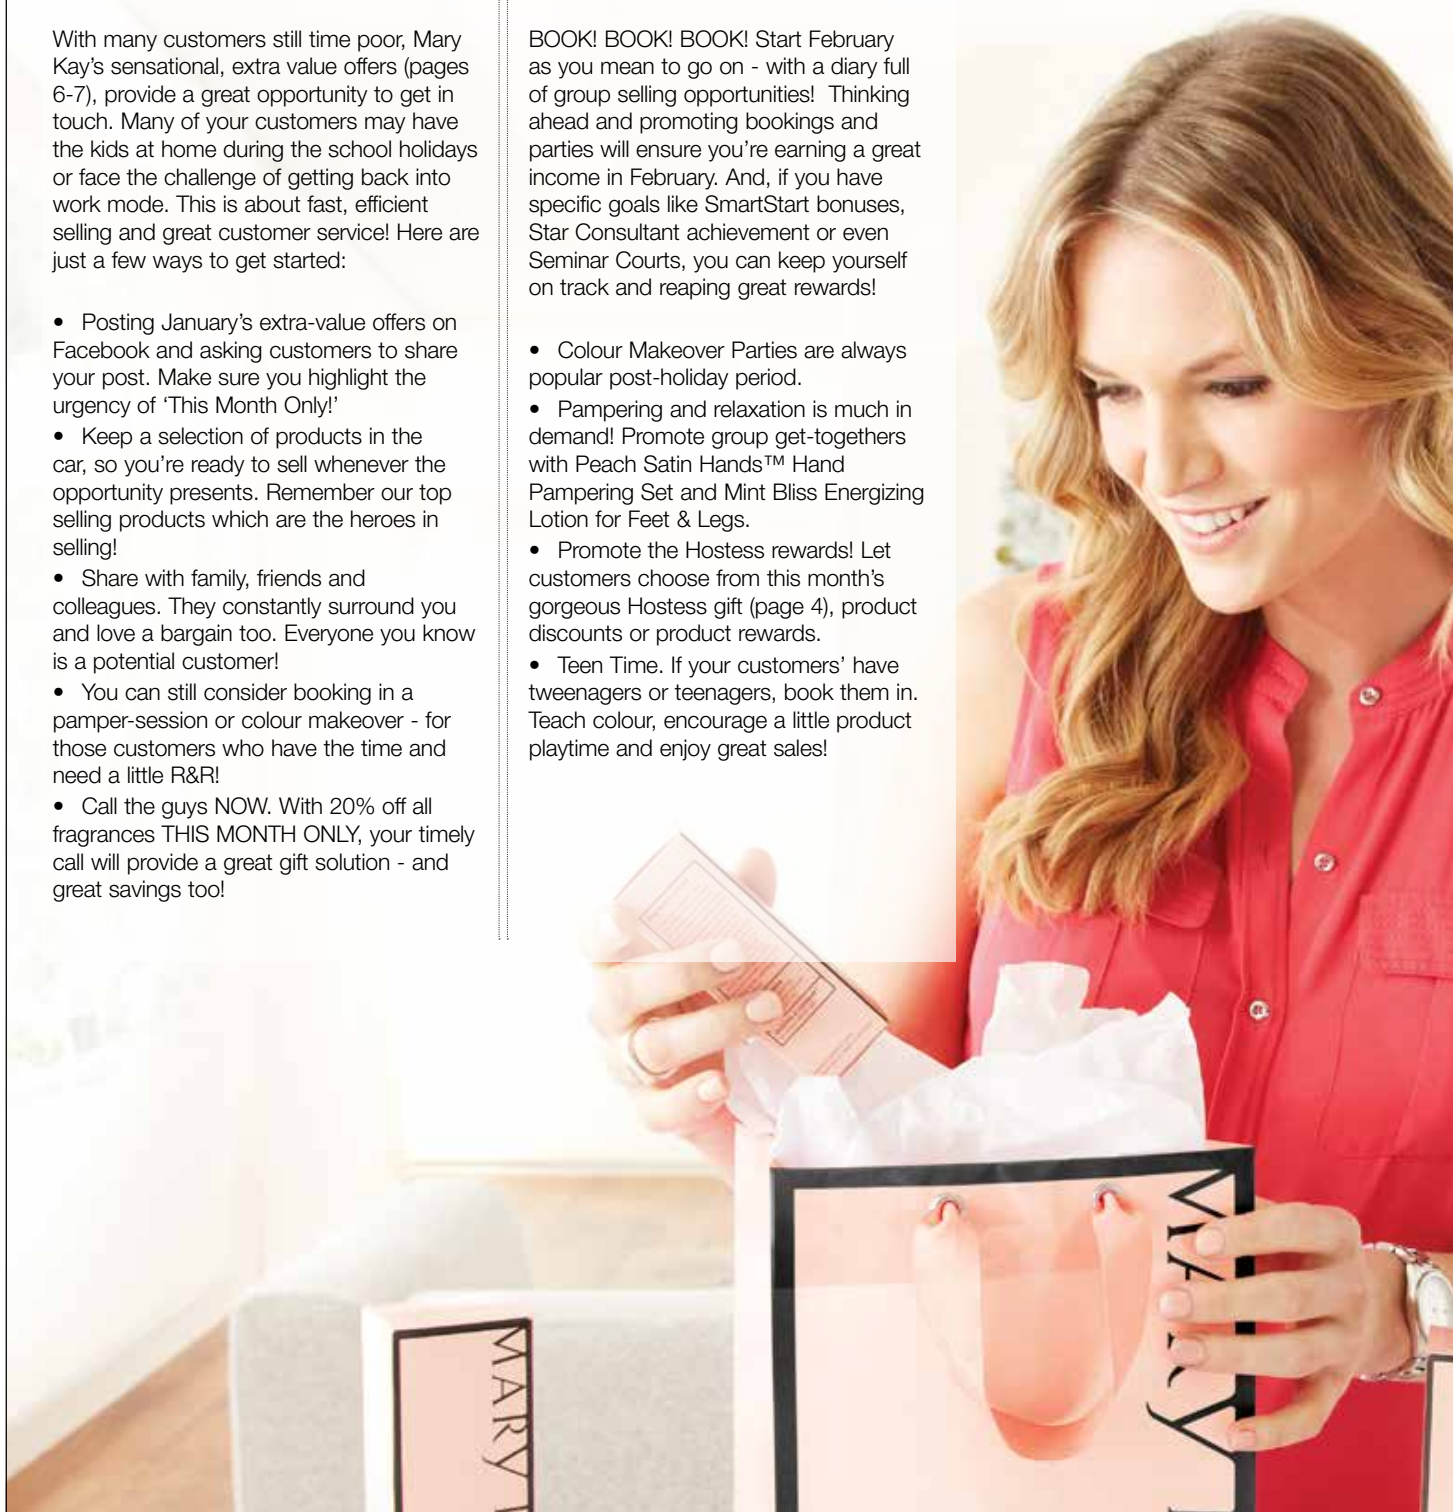 With many customers still time poor, Mary
Kay's sensational, extra value offers (pages
6-7), provide a great opportunity to get in
touch. Many of your customers may have
the kids at home during the school holidays
or face the challenge of getting back into
work mode. This is about fast, efficient
selling and great customer service! Here are
just a few ways to get started:
• Posting January's extra-value offers on
Facebook and asking customers to share
your post. Make sure you highlight the
urgency of ‘This Month Only!’
• Keep a selection of products in the
car, so you're ready to sell whenever the
opportunity presents. Remember our top
selling products which are the heroes in
selling!
• Share with family, friends and
colleagues. They constantly surround you
and love a bargain too. Everyone you know
is a potential customer!
• You can still consider booking in a
pamper-session or colour makeover - for
those customers who have the time and
need a little R&R!
• Call the guys NOW. With 20% off all
fragrances THIS MONTH ONLY, your timely
call will provide a great gift solution - and
great savings too!
BOOK! BOOK! BOOK! Start February
as you mean to go on - with a diary full
of group selling opportunities!  Thinking
ahead and promoting bookings and
parties will ensure you're earning a great
income in February. And, if you have
specific goals like SmartStart bonuses,
Star Consultant achievement or even
Seminar Courts, you can keep yourself
on track and reaping great rewards!
• Colour Makeover Parties are always
popular post-holiday period.
• Pampering and relaxation is much in
demand! Promote group get-togethers
with Peach Satin Hands™ Hand
Pampering Set and Mint Bliss Energizing
Lotion for Feet & Legs.
• Promote the Hostess rewards! Let
customers choose from this month's
gorgeous Hostess gift (page 4), product
discounts or product rewards.
• Teen Time. If your customers' have
tweenagers or teenagers, book them in.
Teach colour, encourage a little product
playtime and enjoy great sales!
MARY
MARY